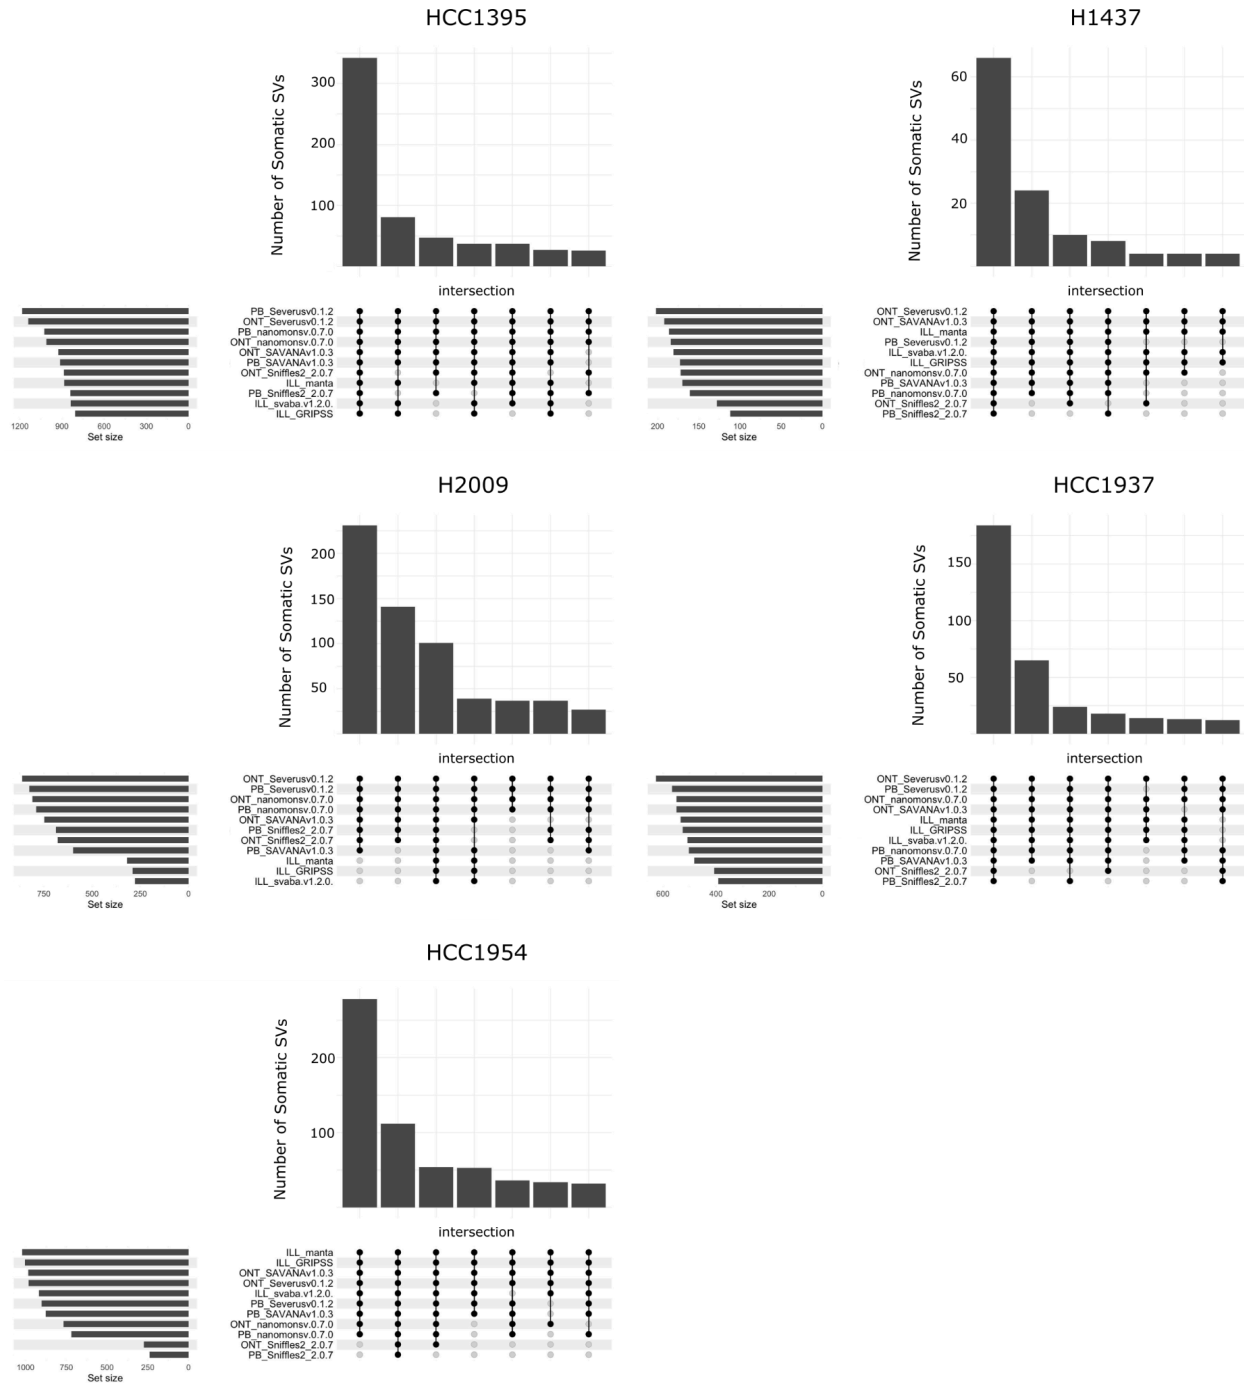 HCC1395
Number of Somatic SVs
300
200
100
intersection
PB_Severusv0.1.2
ONT_Severusv0.1.2
PB_nanomonsv.0.7.0
ONT_nanomonsv.0.7.0
ONT_SAVANAv1.0.3
PB_SAVANAv1.0.3
ONT_Sniffles2_2.0.7
ILL_manta
PB_Sniffles2_2.0.7
ILL_svaba.v1.2.0.
ILL_GRIPSS
1200 900 600 300 0
Set size
H1437
Number of Somatic SVs
60
40
20
intersection
ONT_Severusv0.1.2
ONT_SAVANAv1.0.3
ILL_manta
PB_Severusv0.1.2
ILL_svaba.v1.2.0.
ILL_GRIPSS
ONT_nanomonsv.0.7.0
PB_SAVANAv1.0.3
PB_nanomonsv.0.7.0
ONT_Sniffles2_2.0.7
PB_Sniffles2_2.0.7
200 150 100 50 0
Set size
H2009
Number of Somatic SVs
200
150
100
50
intersection
ONT_Severusv0.1.2
PB_Severusv0.1.2
ONT_nanomonsv.0.7.0
PB_nanomonsv.0.7.0
ONT_SAVANAv1.0.3
PB_Sniffles2_2.0.7
ONT_Sniffles2_2.0.7
PB_SAVANAv1.0.3
ILL_manta
ILL_GRIPSS
ILL_svaba.v1.2.0.
750 500 250 0
Set size
HCC1937
Number of Somatic SVs
150
100
50
intersection
ONT_Severusv0.1.2
PB_Severusv0.1.2
ONT_nanomonsv.0.7.0
ONT_SAVANAv1.0.3
ILL_manta
ILL_GRIPSS
ILL_svaba.v1.2.0.
PB_nanomonsv.0.7.0
PB_SAVANAv1.0.3
ONT_Sniffles2_2.0.7
PB_Sniffles2_2.0.7
600 400 200 0
Set size
HCC1954
Number of Somatic SVs
200
100
intersection
ILL_manta
ILL_GRIPSS
ONT_SAVANAv1.0.3
ONT_Severusv0.1.2
ILL_svaba.v1.2.0.
PB_Severusv0.1.2
PB_SAVANAv1.0.3
ONT_nanomonsv.0.7.0
PB_nanomonsv.0.7.0
ONT_Sniffles2_2.0.7
PB_Sniffles2_2.0.7
1000 750 500 250 0
Set size